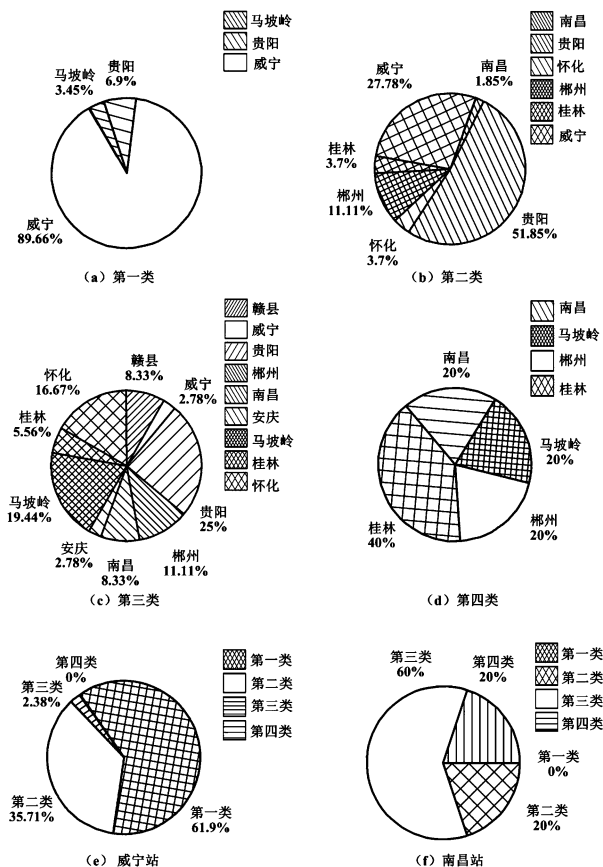 马坡岭
贵阳
威宁
马坡岭
3.45%
贵阳
6.9%
威宁
89.66%
（a）第一类
南昌
贵阳
怀化
郴州
桂林
威宁
威宁
27.78%
南昌
1.85%
桂林
3.7%
郴州
11.11%
怀化
3.7%
贵阳
51.85%
（b）第二类
赣县
威宁
贵阳
郴州
南昌
安庆
马坡岭
桂林
怀化
怀化
16.67%
赣县
8.33%
威宁
2.78%
桂林
5.56%
马坡岭
19.44%
安庆
2.78%
南昌
8.33%
郴州
11.11%
贵阳
25%
（c）第三类
南昌
马坡岭
郴州
桂林
南昌
20%
马坡岭
20%
郴州
20%
桂林
40%
（d）第四类
第一类
第二类
第三类
第四类
第四类
0%
第三类
2.38%
第二类
35.71%
第一类
61.9%
（e）威宁站
第一类
第二类
第三类
第四类
第三类
60%
第四类
20%
第一类
0%
第二类
20%
（f）南昌站